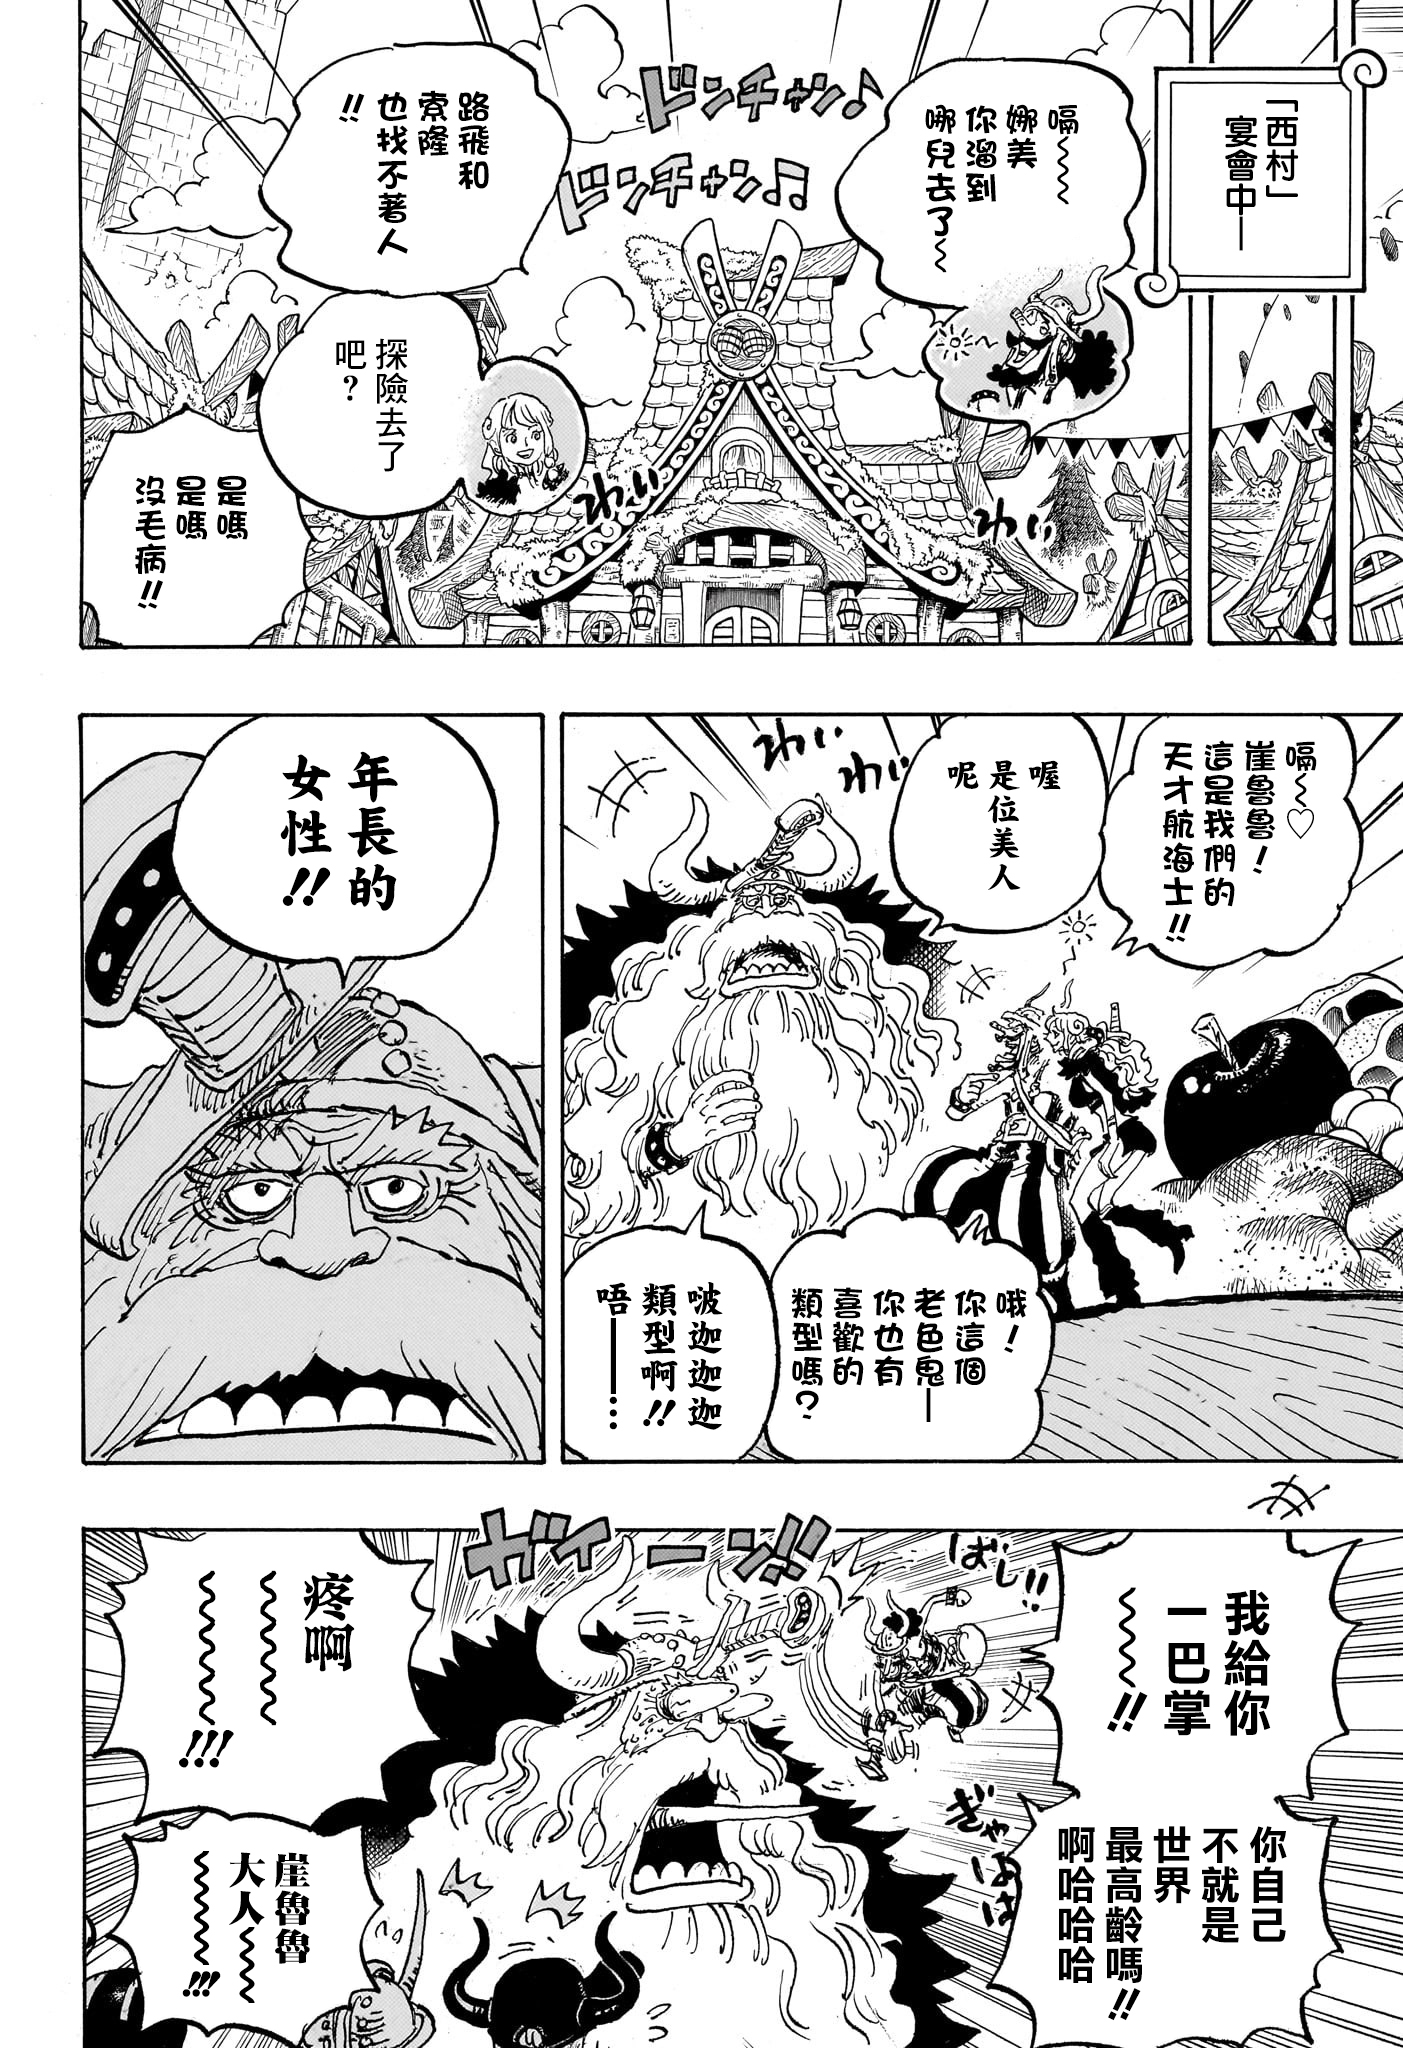 「西村」
宴會中──
嗝～～
娜美
你溜到
哪兒去了～
ドンチャン♪
ドンチャン♫
路飛和
索隆
也找不著人
!!
探險去了
吧?
是嗎
是嗎
沒毛病!!
わい
わい
嗝～♡
崖魯魯!
這是我們的
天才航海士!!
喔
是位美人
呢
わい
わい
哦!
你這個
老色鬼──
你也有
喜歡的
類型嗎?
啵迦迦迦
類型啊!!
唔──…
年長的
女性!!
我給你
一巴掌
～～!!
你自己
不就是
世界
最高齡嗎!!
啊哈哈哈
ばし!!
ぎゃはは
ガイーン!!
疼啊
～～～
～～～!!!
崖魯魯
大人～～
～～～!!!